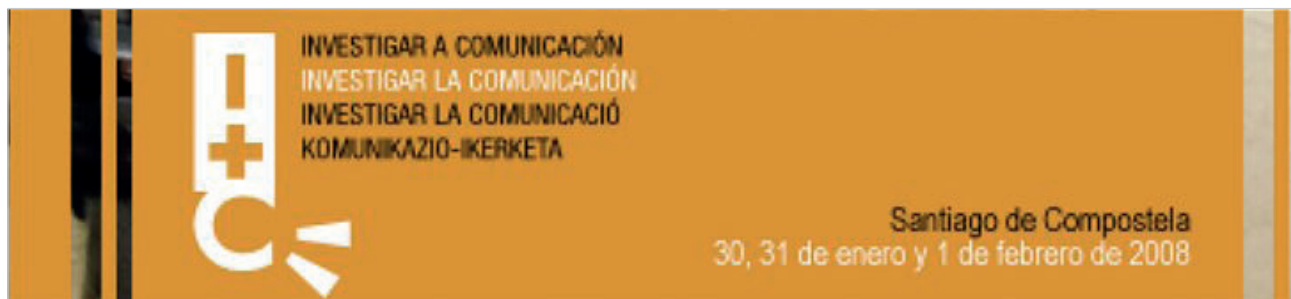 INVESTIGAR A COMUNICACIÓN
INVESTIGAR LA COMUNICACIÓN
INVESTIGAR LA COMUNICACIÓ
KOMUNIKAZIO-IKERKETA
I+C
Santiago de Compostela
30, 31 de enero y 1 de febrero de 2008